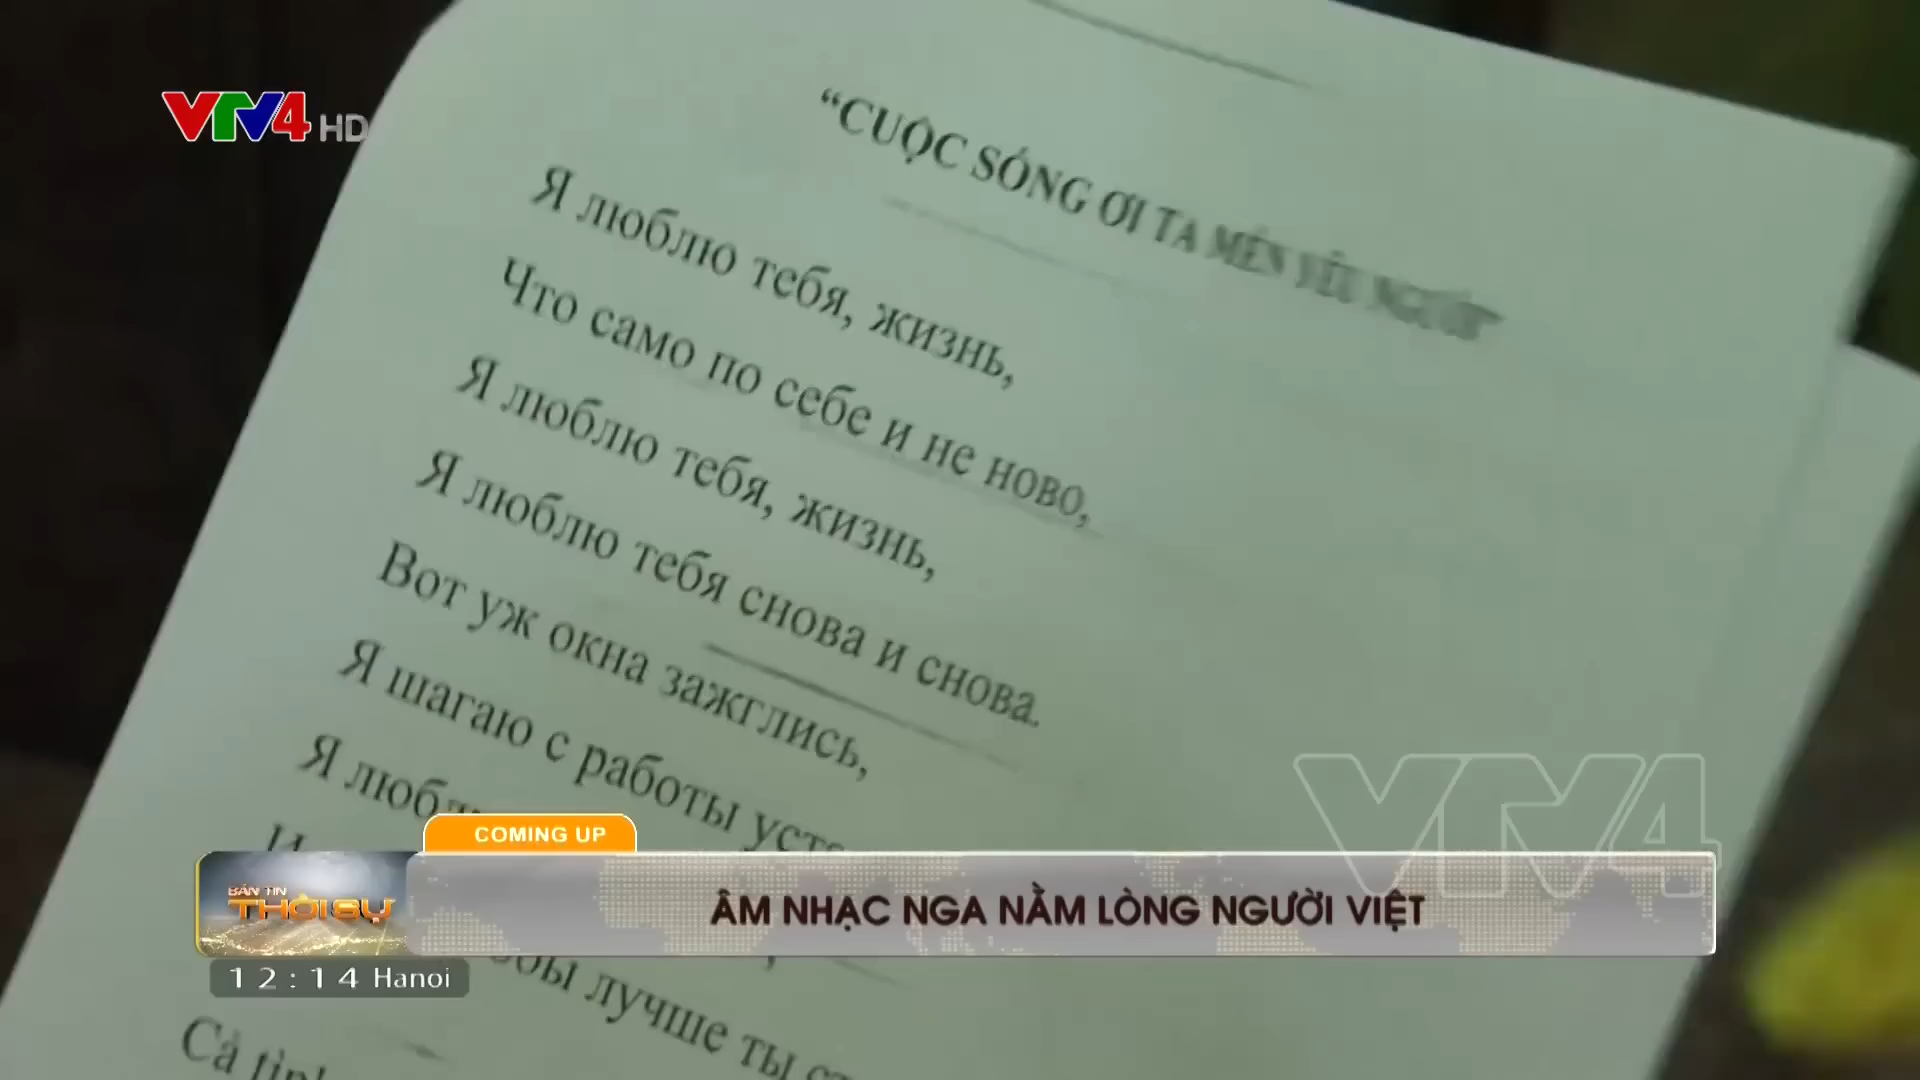 VTV4 HD
“CUỘC SỐNG ƠI TA MẾN YÊU NGƯỜI”
Я люблю тебя, жизнь,
Что само по себе и не ново,
Я люблю тебя, жизнь,
Я люблю тебя снова и снова.
Вот уж окна зажглись,
Я шагаю с работы
Я
лучше ты
Cả
VTV4
COMING UP
BẢN TIN
THỜI SỰ
ÂM NHẠC NGA NẰM LÒNG NGƯỜI VIỆT
12:14 Hanoi